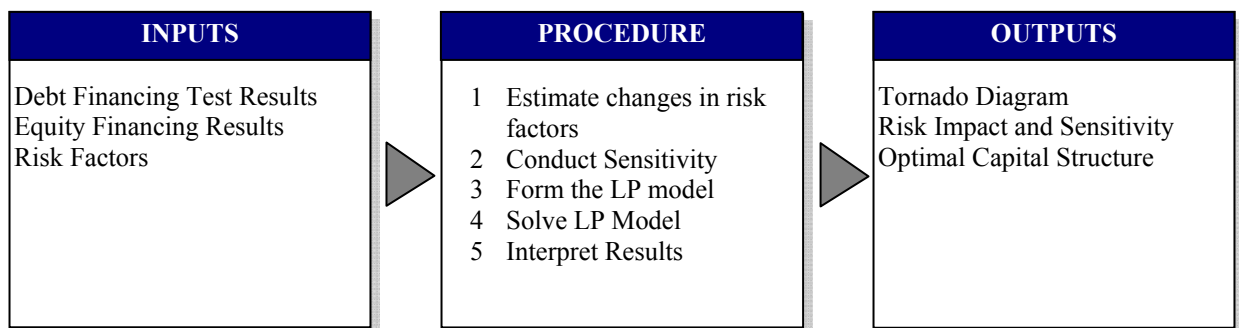 INPUTS
Debt Financing Test Results
Equity Financing Results
Risk Factors
PROCEDURE
1 Estimate changes in risk
factors
2 Conduct Sensitivity
3 Form the LP model
4 Solve LP Model
5 Interpret Results
OUTPUTS
Tornado Diagram
Risk Impact and Sensitivity
Optimal Capital Structure